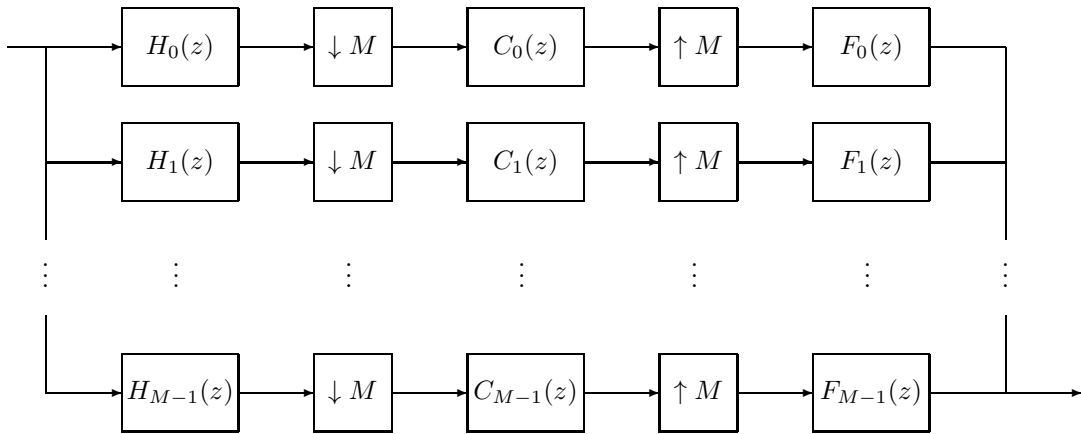 H_0(z) ↓ M C_0(z) ↑ M F_0(z)
H_1(z) ↓ M C_1(z) ↑ M F_1(z)
⋮ ⋮ ⋮ ⋮ ⋮ ⋮ ⋮
H_{M−1}(z) ↓ M C_{M−1}(z) ↑ M F_{M−1}(z)